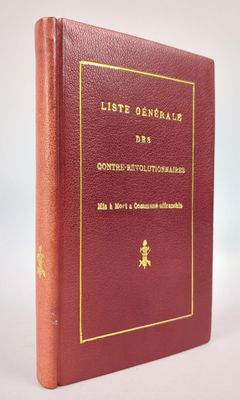 LISTE GÉNÉRALE
DES
CONTRE-RÉVOLUTIONNAIRES
Mis à Mort a Commune-affranchie